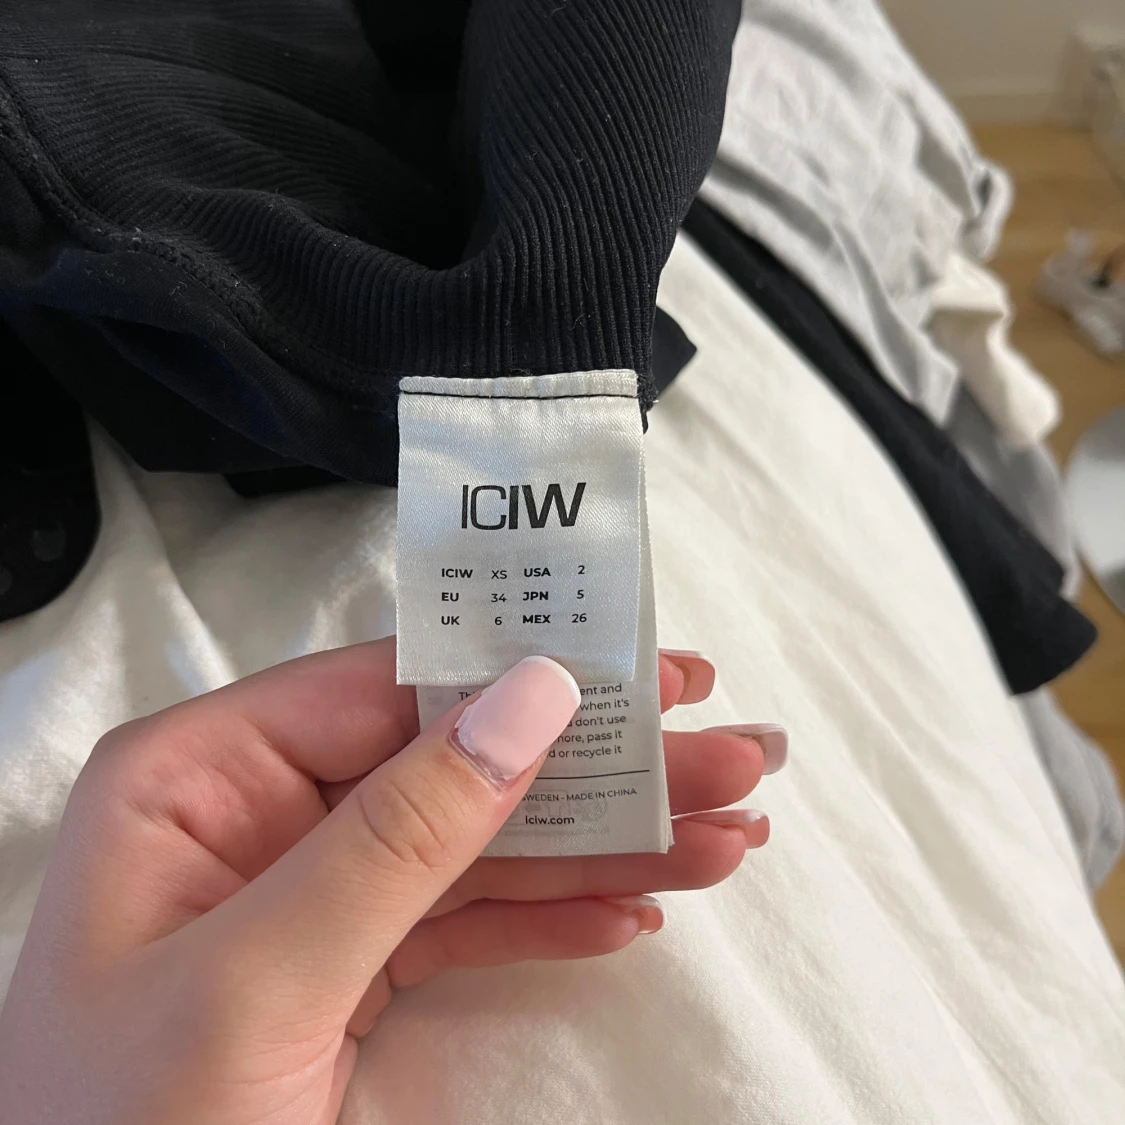 ICIW
ICIW XS USA 2
EU 34 JPN 5
UK 6 MEX 26
ent and
when it's
don't use
more, pass it
d or recycle it
SWEDEN - MADE IN CHINA
iciw.com